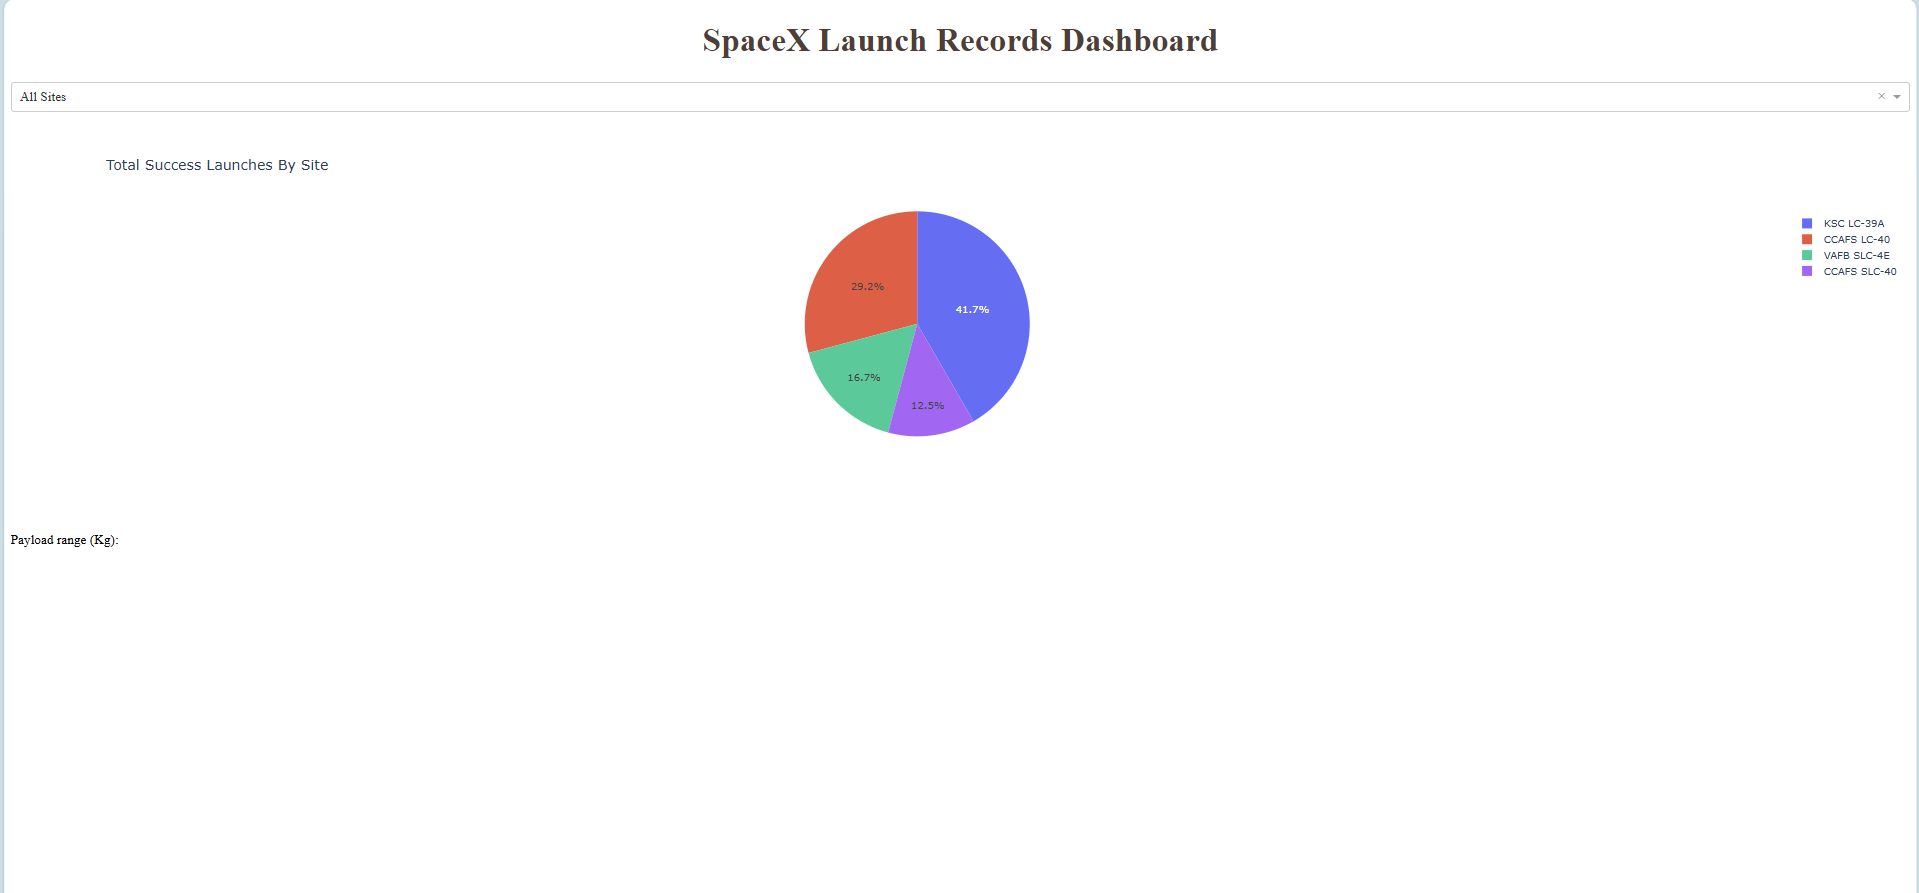 SpaceX Launch Records Dashboard
All Sites
×
Total Success Launches By Site
KSC LC-39A
CCAFS LC-40
VAFB SLC-4E
CCAFS SLC-40
29.2%
41.7%
16.7%
12.5%
Payload range (Kg):